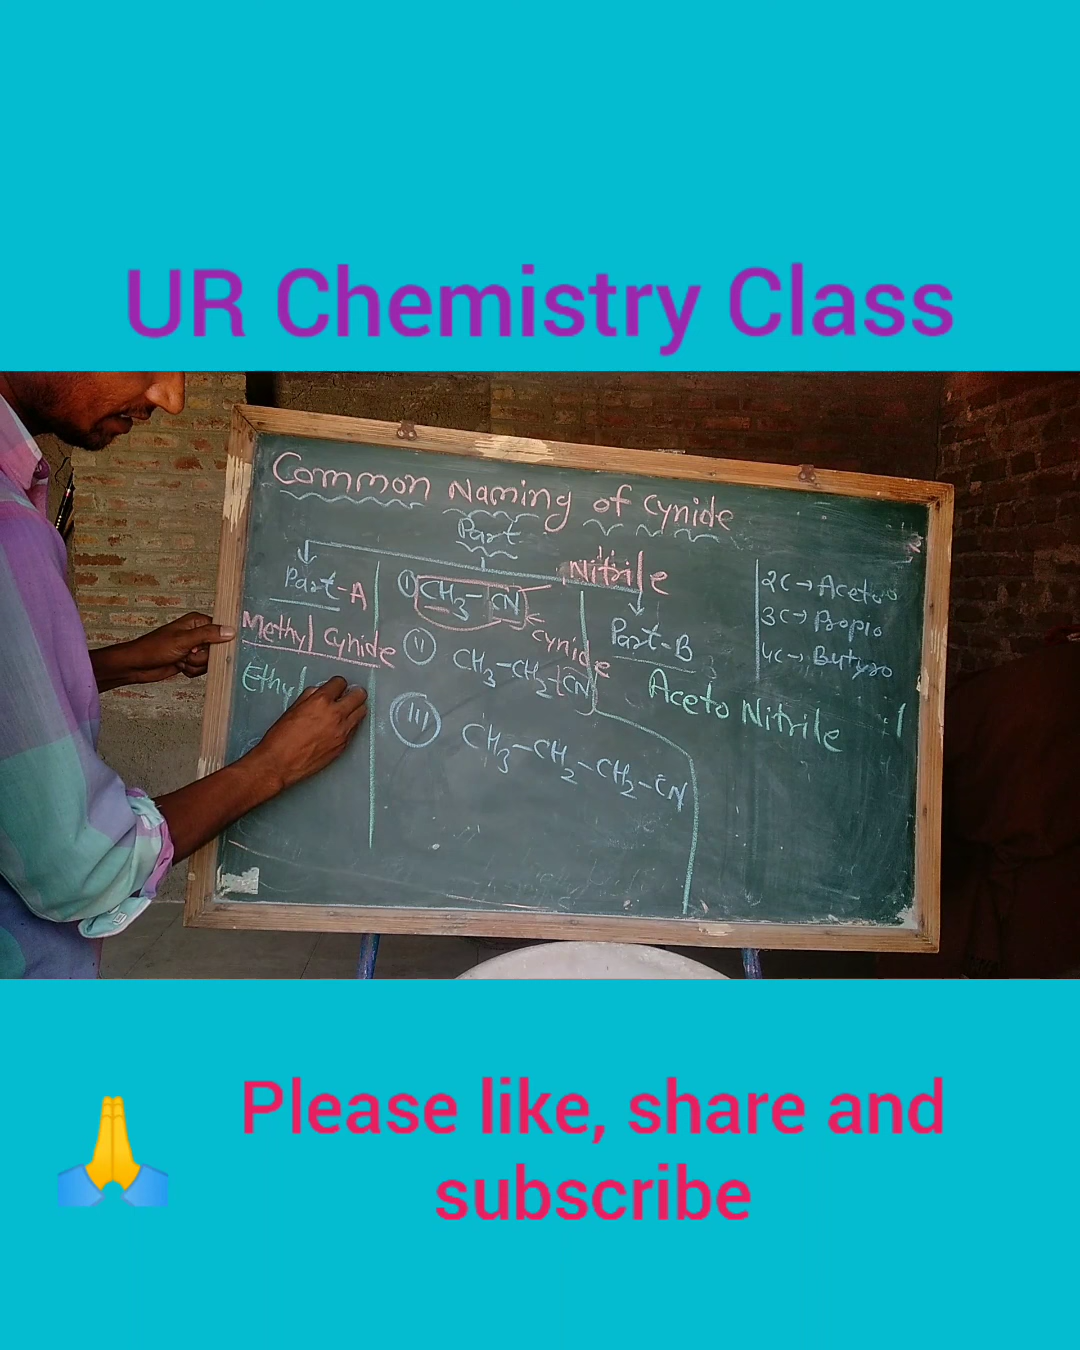 UR Chemistry Class
Common Naming of Cynide
Part
Part-A
Methyl Cynide
Ethyl
Nitrile
(i) CH3-CN
Cynide
(ii) CH3-CH2-CN
(iii) CH3-CH2-CH2-CN
Part-B
Aceto Nitrile
2C→Aceto
3C→Propio
4C→Butyro
🙏 Please like, share and
subscribe